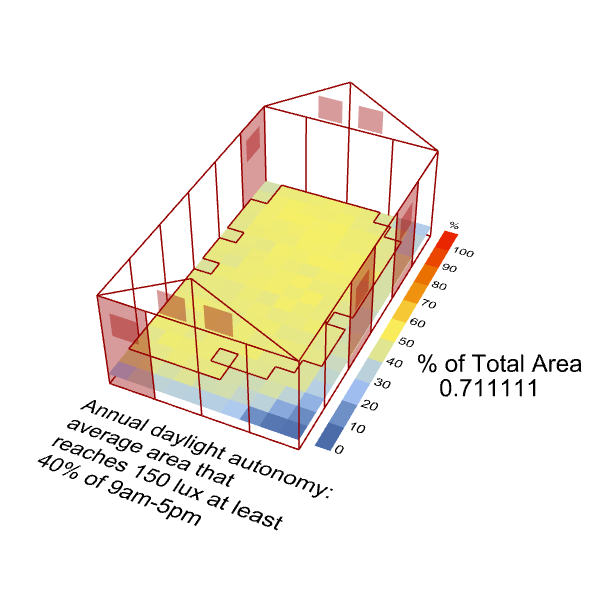 %
100
90
80
70
60
50
40
30
20
10
0
% of Total Area
0.711111
Annual daylight autonomy:
average area that
reaches 150 lux at least
40% of 9am-5pm